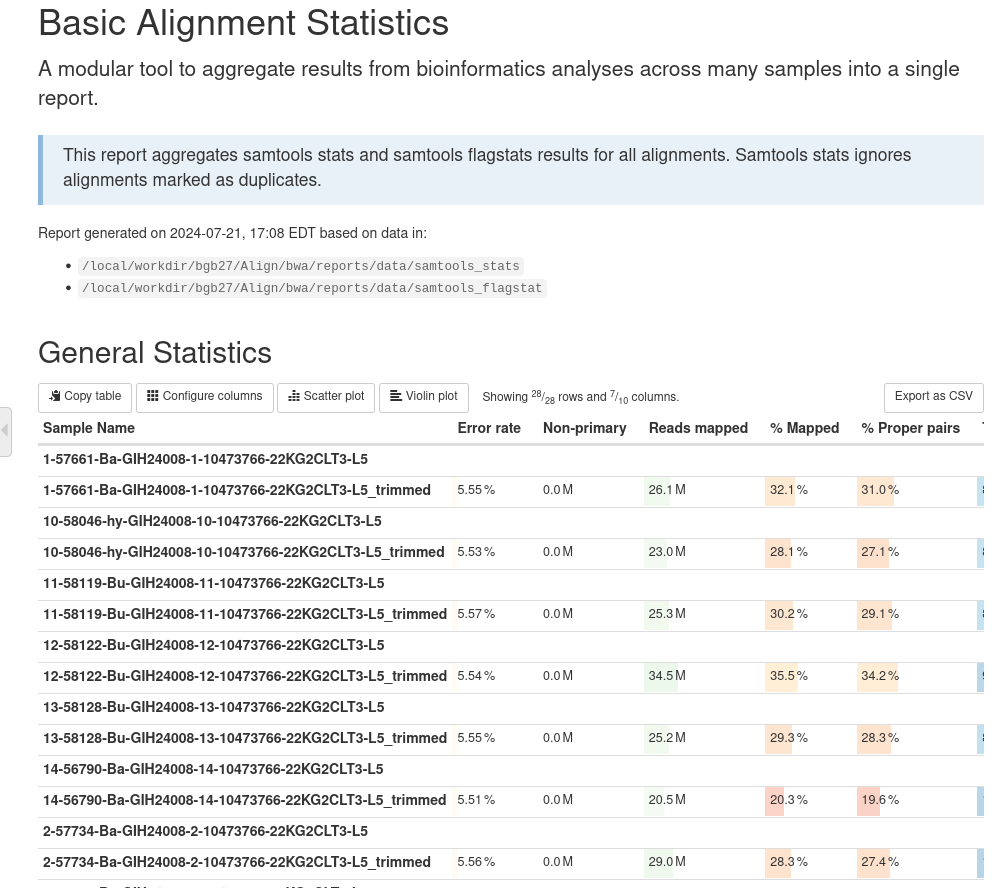 Basic Alignment Statistics
A modular tool to aggregate results from bioinformatics analyses across many samples into a single
report.
This report aggregates samtools stats and samtools flagstats results for all alignments. Samtools stats ignores
alignments marked as duplicates.
Report generated on 2024-07-21, 17:08 EDT based on data in:
• /local/workdir/bgb27/Align/bwa/reports/data/samtools_stats
• /local/workdir/bgb27/Align/bwa/reports/data/samtools_flagstat
General Statistics
Copy table Configure columns Scatter plot Violin plot Showing 28/28 rows and 7/10 columns. Export as CSV
Sample Name Error rate Non-primary Reads mapped % Mapped % Proper pairs
1-57661-Ba-GIH24008-1-10473766-22KG2CLT3-L5
1-57661-Ba-GIH24008-1-10473766-22KG2CLT3-L5_trimmed 5.55 % 0.0 M 26.1 M 32.1 % 31.0 %
10-58046-hy-GIH24008-10-10473766-22KG2CLT3-L5
10-58046-hy-GIH24008-10-10473766-22KG2CLT3-L5_trimmed 5.53 % 0.0 M 23.0 M 28.1 % 27.1 %
11-58119-Bu-GIH24008-11-10473766-22KG2CLT3-L5
11-58119-Bu-GIH24008-11-10473766-22KG2CLT3-L5_trimmed 5.57 % 0.0 M 25.3 M 30.2 % 29.1 %
12-58122-Bu-GIH24008-12-10473766-22KG2CLT3-L5
12-58122-Bu-GIH24008-12-10473766-22KG2CLT3-L5_trimmed 5.54 % 0.0 M 34.5 M 35.5 % 34.2 %
13-58128-Bu-GIH24008-13-10473766-22KG2CLT3-L5
13-58128-Bu-GIH24008-13-10473766-22KG2CLT3-L5_trimmed 5.55 % 0.0 M 25.2 M 29.3 % 28.3 %
14-56790-Ba-GIH24008-14-10473766-22KG2CLT3-L5
14-56790-Ba-GIH24008-14-10473766-22KG2CLT3-L5_trimmed 5.51 % 0.0 M 20.5 M 20.3 % 19.6 %
2-57734-Ba-GIH24008-2-10473766-22KG2CLT3-L5
2-57734-Ba-GIH24008-2-10473766-22KG2CLT3-L5_trimmed 5.56 % 0.0 M 29.0 M 28.3 % 27.4 %